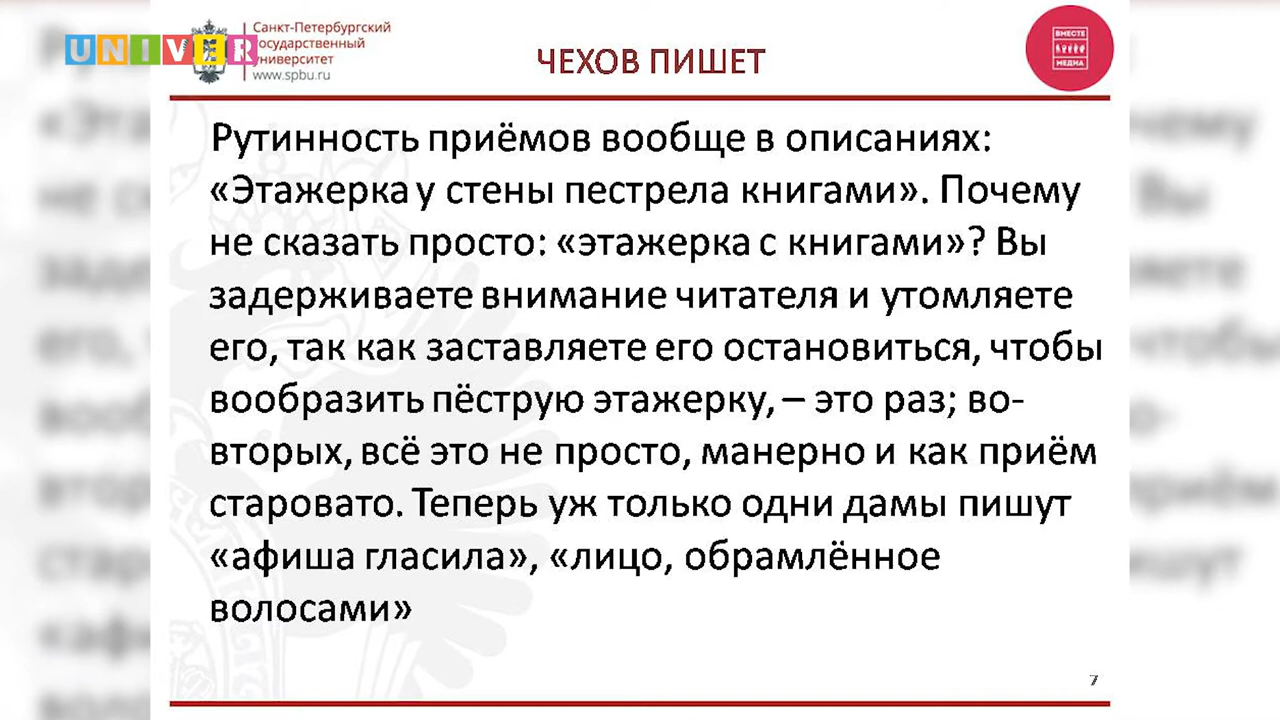 UNIVER
Санкт-Петербургский
государственный
университет
www.spbu.ru
ЧЕХОВ ПИШЕТ
ВМЕСТЕ
МЕДИА
Рутинность приёмов вообще в описаниях:
«Этажерка у стены пестрела книгами». Почему
не сказать просто: «этажерка с книгами»? Вы
задерживаете внимание читателя и утомляете
его, так как заставляете его остановиться, чтобы
вообразить пёструю этажерку, – это раз; во-
вторых, всё это не просто, манерно и как приём
старовато. Теперь уж только одни дамы пишут
«афиша гласила», «лицо, обрамлённое
волосами»
7